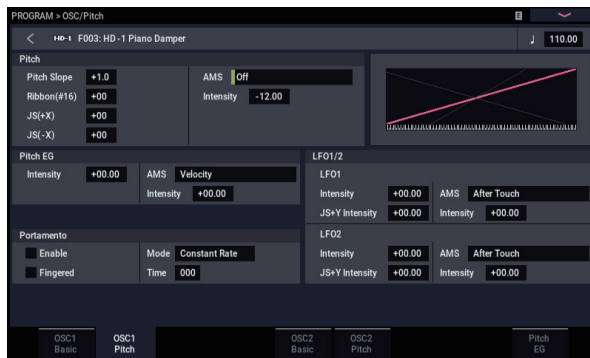 PROGRAM > OSC/Pitch
E
HD-1 F003: HD -1 Piano Damper
♩ 110.00
Pitch
Pitch Slope +1.0
AMS Off
Ribbon(#16) +00
Intensity -12.00
JS(+X) +00
JS(-X) +00
Pitch EG
Intensity +00.00
AMS Velocity
Intensity +00.00
LFO1/2
LFO1
Intensity +00.00 AMS After Touch
JS+Y Intensity +00.00 Intensity +00.00
Portamento
Enable
Mode Constant Rate
Fingered
Time 000
LFO2
Intensity +00.00 AMS After Touch
JS+Y Intensity +00.00 Intensity +00.00
OSC1 Basic
OSC1 Pitch
OSC2 Basic
OSC2 Pitch
Pitch EG